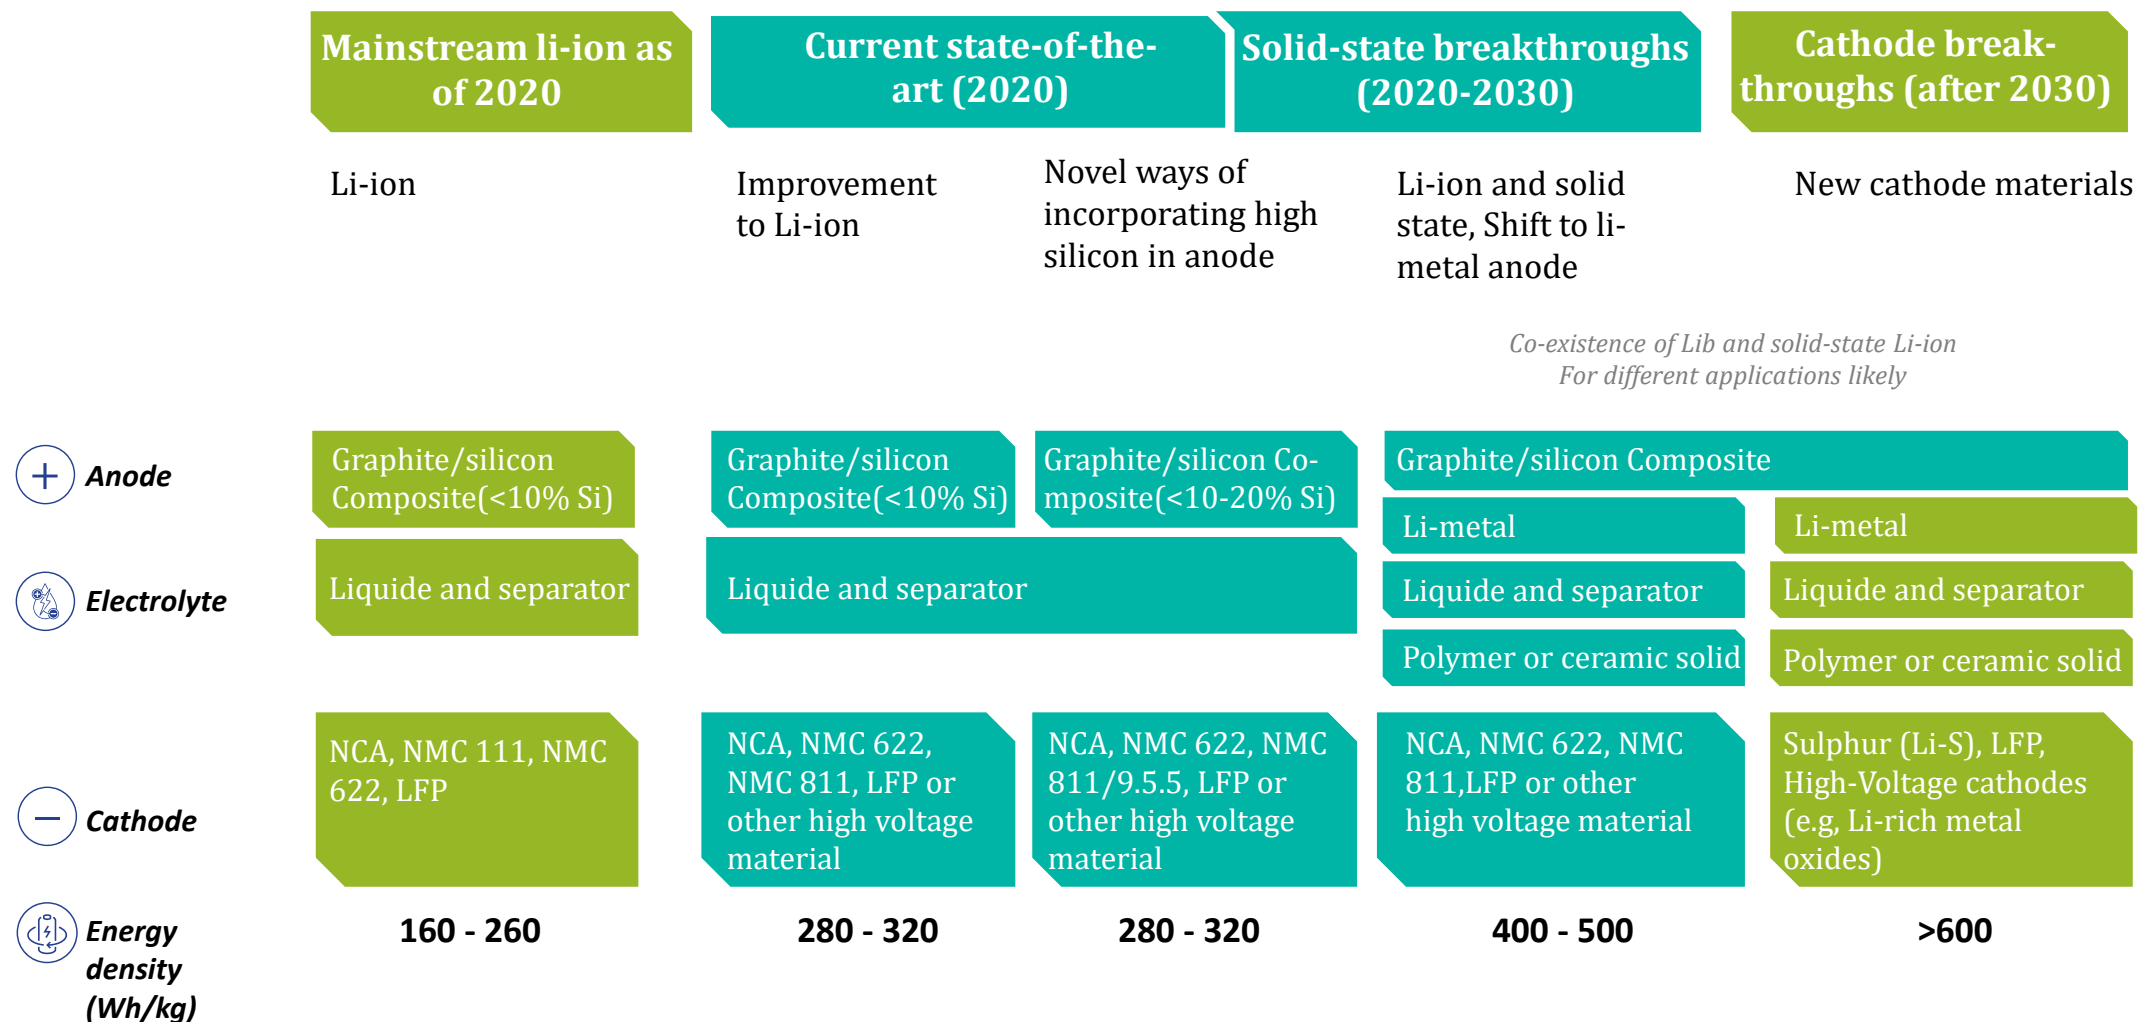 Mainstream li-ion as
of 2020
Current state-of-the-
art (2020)
Solid-state breakthroughs
(2020-2030)
Cathode break-
throughs (after 2030)
Li-ion
Improvement
to Li-ion
Novel ways of
incorporating high
silicon in anode
Li-ion and solid
state, Shift to li-
metal anode
New cathode materials
Co-existence of Lib and solid-state Li-ion
For different applications likely
Anode
Graphite/silicon
Composite(<10% Si)
Graphite/silicon
Composite(<10% Si)
Graphite/silicon Co-
mposite(<10-20% Si)
Graphite/silicon Composite
Li-metal
Li-metal
Electrolyte
Liquide and separator
Liquide and separator
Liquide and separator
Liquide and separator
Polymer or ceramic solid
Polymer or ceramic solid
Cathode
NCA, NMC 111, NMC
622, LFP
NCA, NMC 622,
NMC 811, LFP or
other high voltage
material
NCA, NMC 622, NMC
811/9.5.5, LFP or
other high voltage
material
NCA, NMC 622, NMC
811,LFP or other
high voltage material
Sulphur (Li-S), LFP,
High-Voltage cathodes
(e.g, Li-rich metal
oxides)
Energy
density
(Wh/kg)
160 - 260
280 - 320
280 - 320
400 - 500
>600